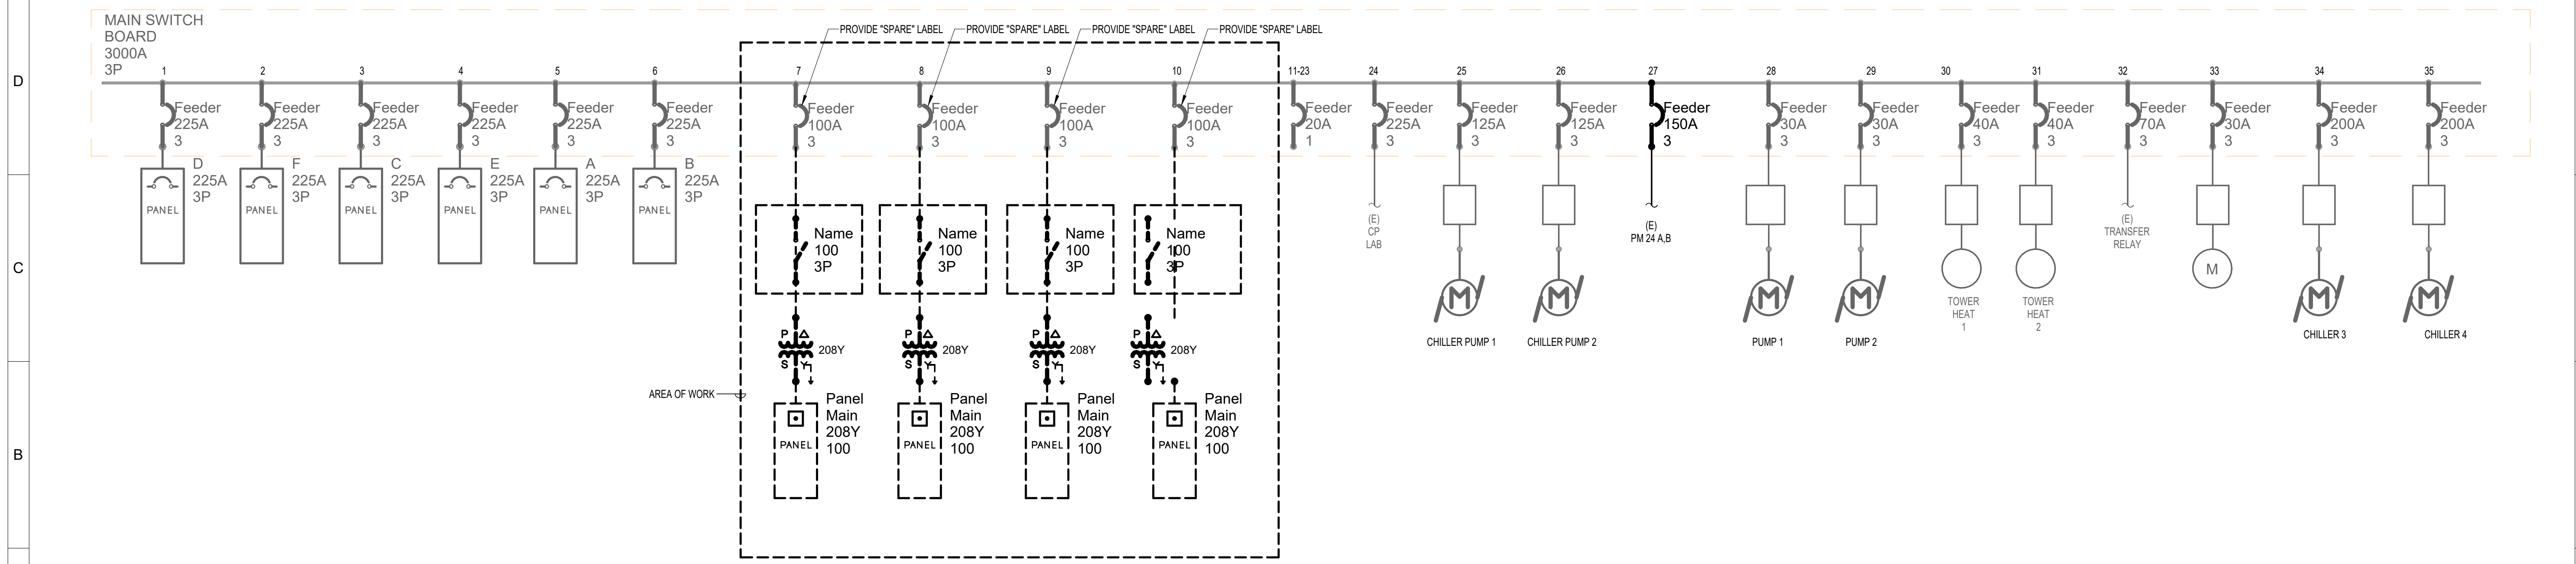 MAIN SWITCH
BOARD
3000A
3P
PROVIDE "SPARE" LABEL
PROVIDE "SPARE" LABEL
PROVIDE "SPARE" LABEL
PROVIDE "SPARE" LABEL
D
1
2
3
4
5
6
7
8
9
10
11-23
24
25
26
27
28
29
30
31
32
33
34
35
Feeder
225A
3
Feeder
225A
3
Feeder
225A
3
Feeder
225A
3
Feeder
225A
3
Feeder
225A
3
Feeder
100A
3
Feeder
100A
3
Feeder
100A
3
Feeder
100A
3
Feeder
20A
1
Feeder
225A
3
Feeder
125A
3
Feeder
125A
3
Feeder
150A
3
Feeder
30A
3
Feeder
30A
3
Feeder
40A
3
Feeder
40A
3
Feeder
70A
3
Feeder
30A
3
Feeder
200A
3
Feeder
200A
3
D
225A
3P
PANEL
F
225A
3P
PANEL
C
225A
3P
PANEL
E
225A
3P
PANEL
A
225A
3P
PANEL
B
225A
3P
PANEL
C
Name
100
3P
Name
100
3P
Name
100
3P
Name
100
3P
(E)
CP
LAB
(E)
PM 24 A,B
(E)
TRANSFER
RELAY
M
M
M
M
M
M
M
CHILLER PUMP 1
CHILLER PUMP 2
PUMP 1
PUMP 2
TOWER
HEAT
1
TOWER
HEAT
2
CHILLER 3
CHILLER 4
P
S
Y
208Y
P
S
Y
208Y
P
S
Y
208Y
P
S
Y
208Y
AREA OF WORK
B
Panel
Main
208Y
100
PANEL
Panel
Main
208Y
100
PANEL
Panel
Main
208Y
100
PANEL
Panel
Main
208Y
100
PANEL